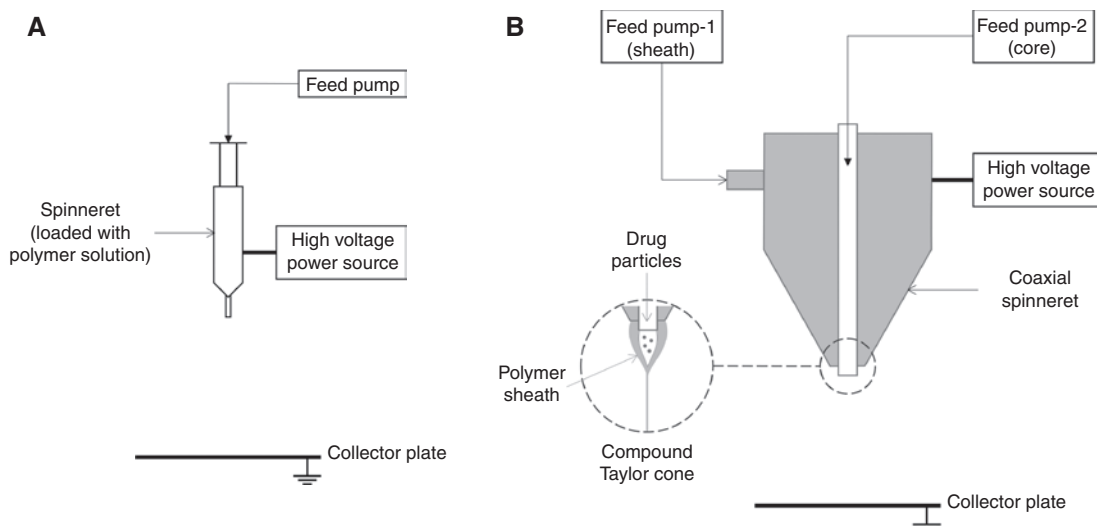 A
Feed pump
Spinneret
(loaded with
polymer solution)
High voltage
power source
Collector plate
B
Feed pump-1
(sheath)
Feed pump-2
(core)
High voltage
power source
Drug
particles
Coaxial
spinneret
Polymer
sheath
Compound
Taylor cone
Collector plate